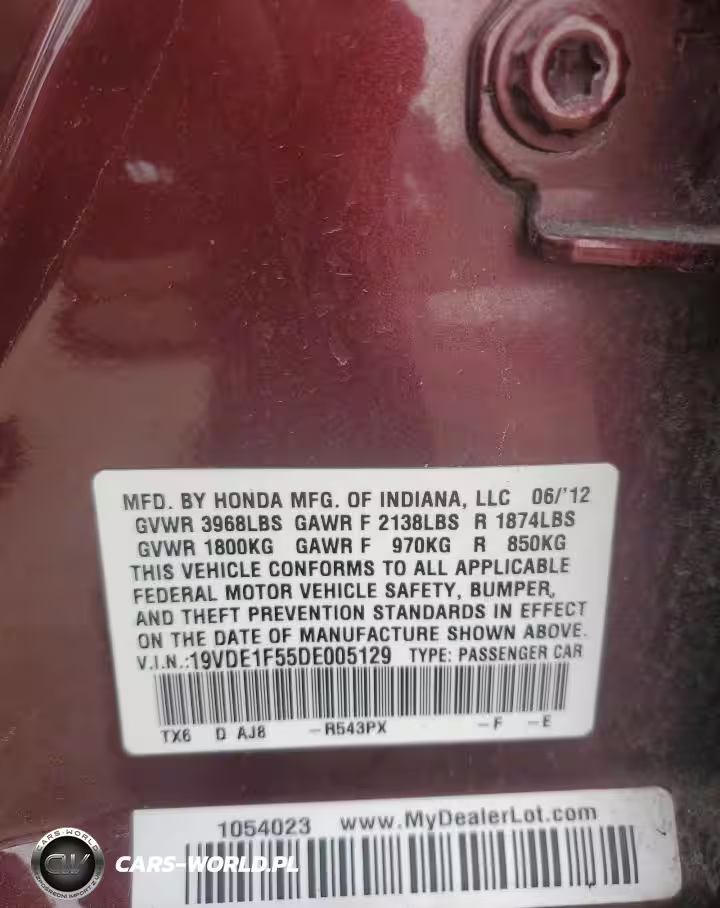 MFD. BY HONDA MFG. OF INDIANA, LLC 06/'12
GVWR 3968LBS GAWR F 2138LBS R 1874LBS
GVWR 1800KG GAWR F 970KG R 850KG
THIS VEHICLE CONFORMS TO ALL APPLICABLE
FEDERAL MOTOR VEHICLE SAFETY, BUMPER,
AND THEFT PREVENTION STANDARDS IN EFFECT
ON THE DATE OF MANUFACTURE SHOWN ABOVE.
V.I.N.:19VDE1F55DE005129 TYPE: PASSENGER CAR
TX6 D AJ8 -R543PX -F -E
1054023 www.MyDealerLot.com
CARS-WORLD
CW
CARS-WORLD.PL